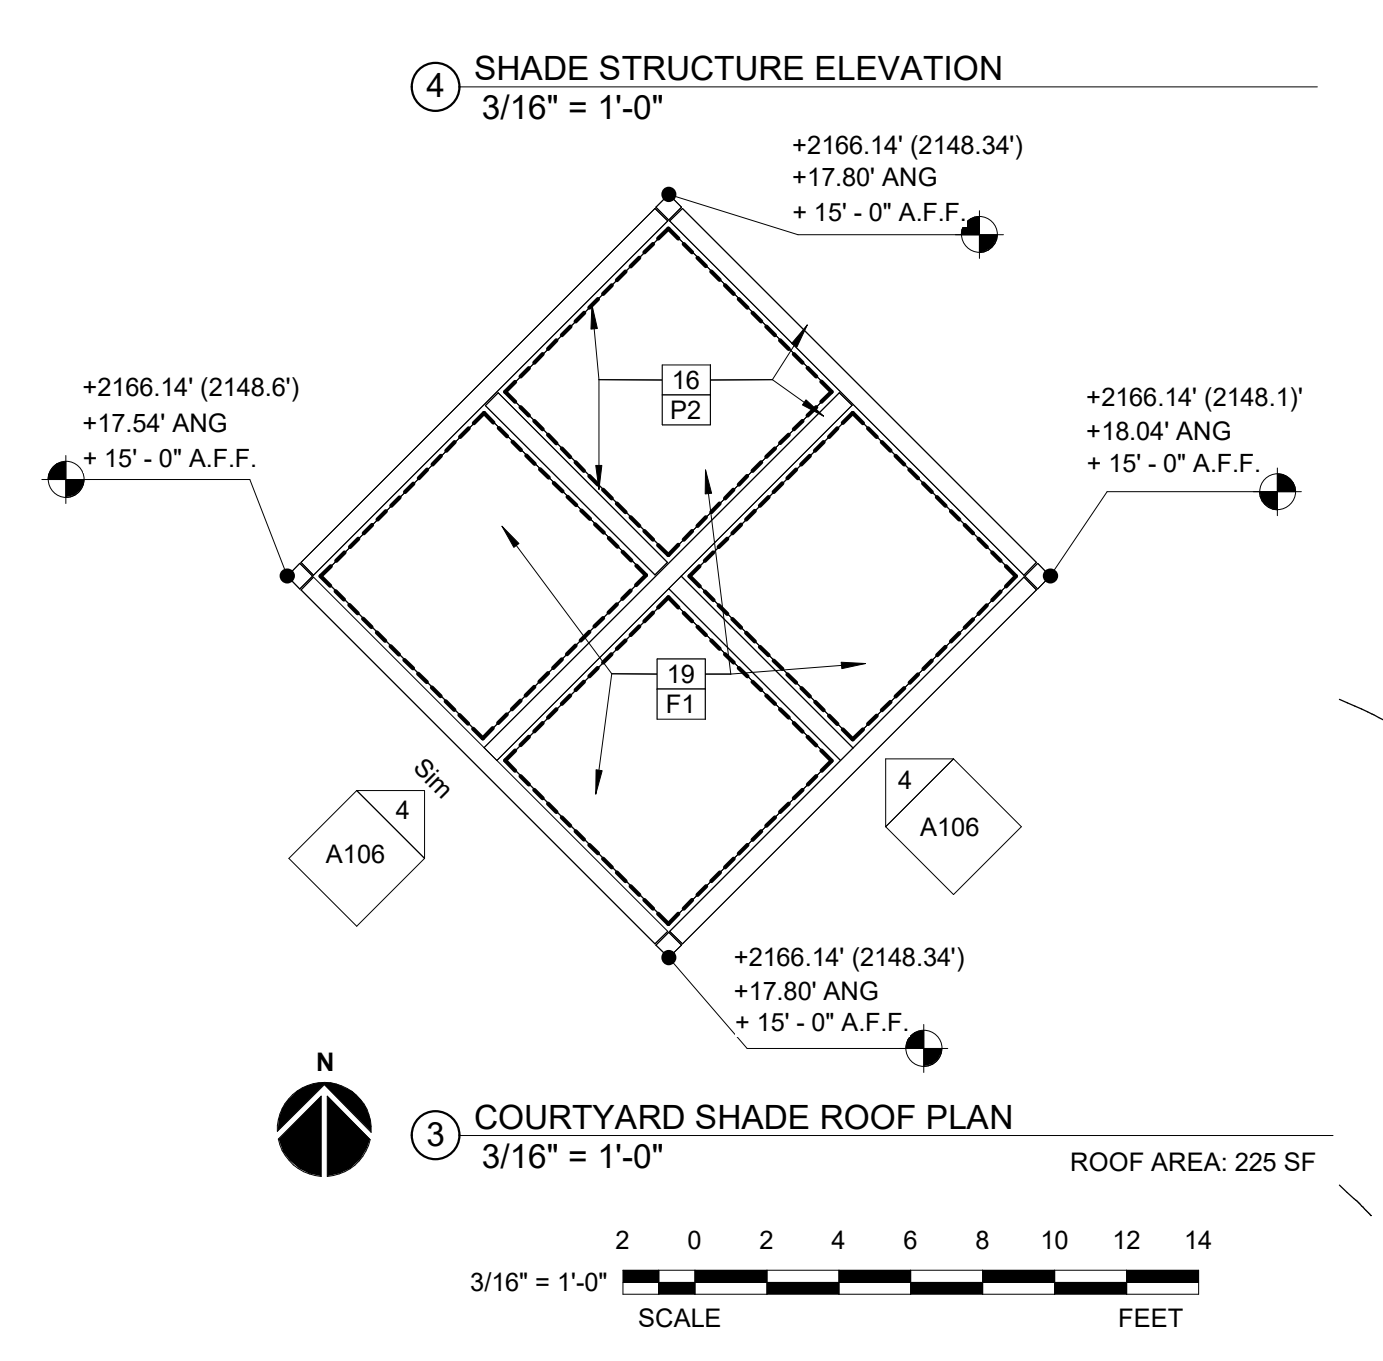 4
SHADE STRUCTURE ELEVATION
3/16" = 1'-0"
+2166.14' (2148.34')
+17.80' ANG
+ 15' - 0" A.F.F.
+2166.14' (2148.6')
+17.54' ANG
+ 15' - 0" A.F.F.
16
P2
+2166.14' (2148.1)'
+18.04' ANG
+ 15' - 0" A.F.F.
19
F1
Sim
4
A106
4
A106
+2166.14' (2148.34')
+17.80' ANG
+ 15' - 0" A.F.F.
N
3
COURTYARD SHADE ROOF PLAN
3/16" = 1'-0"
ROOF AREA: 225 SF
2 0 2 4 6 8 10 12 14
3/16" = 1'-0"
SCALE FEET